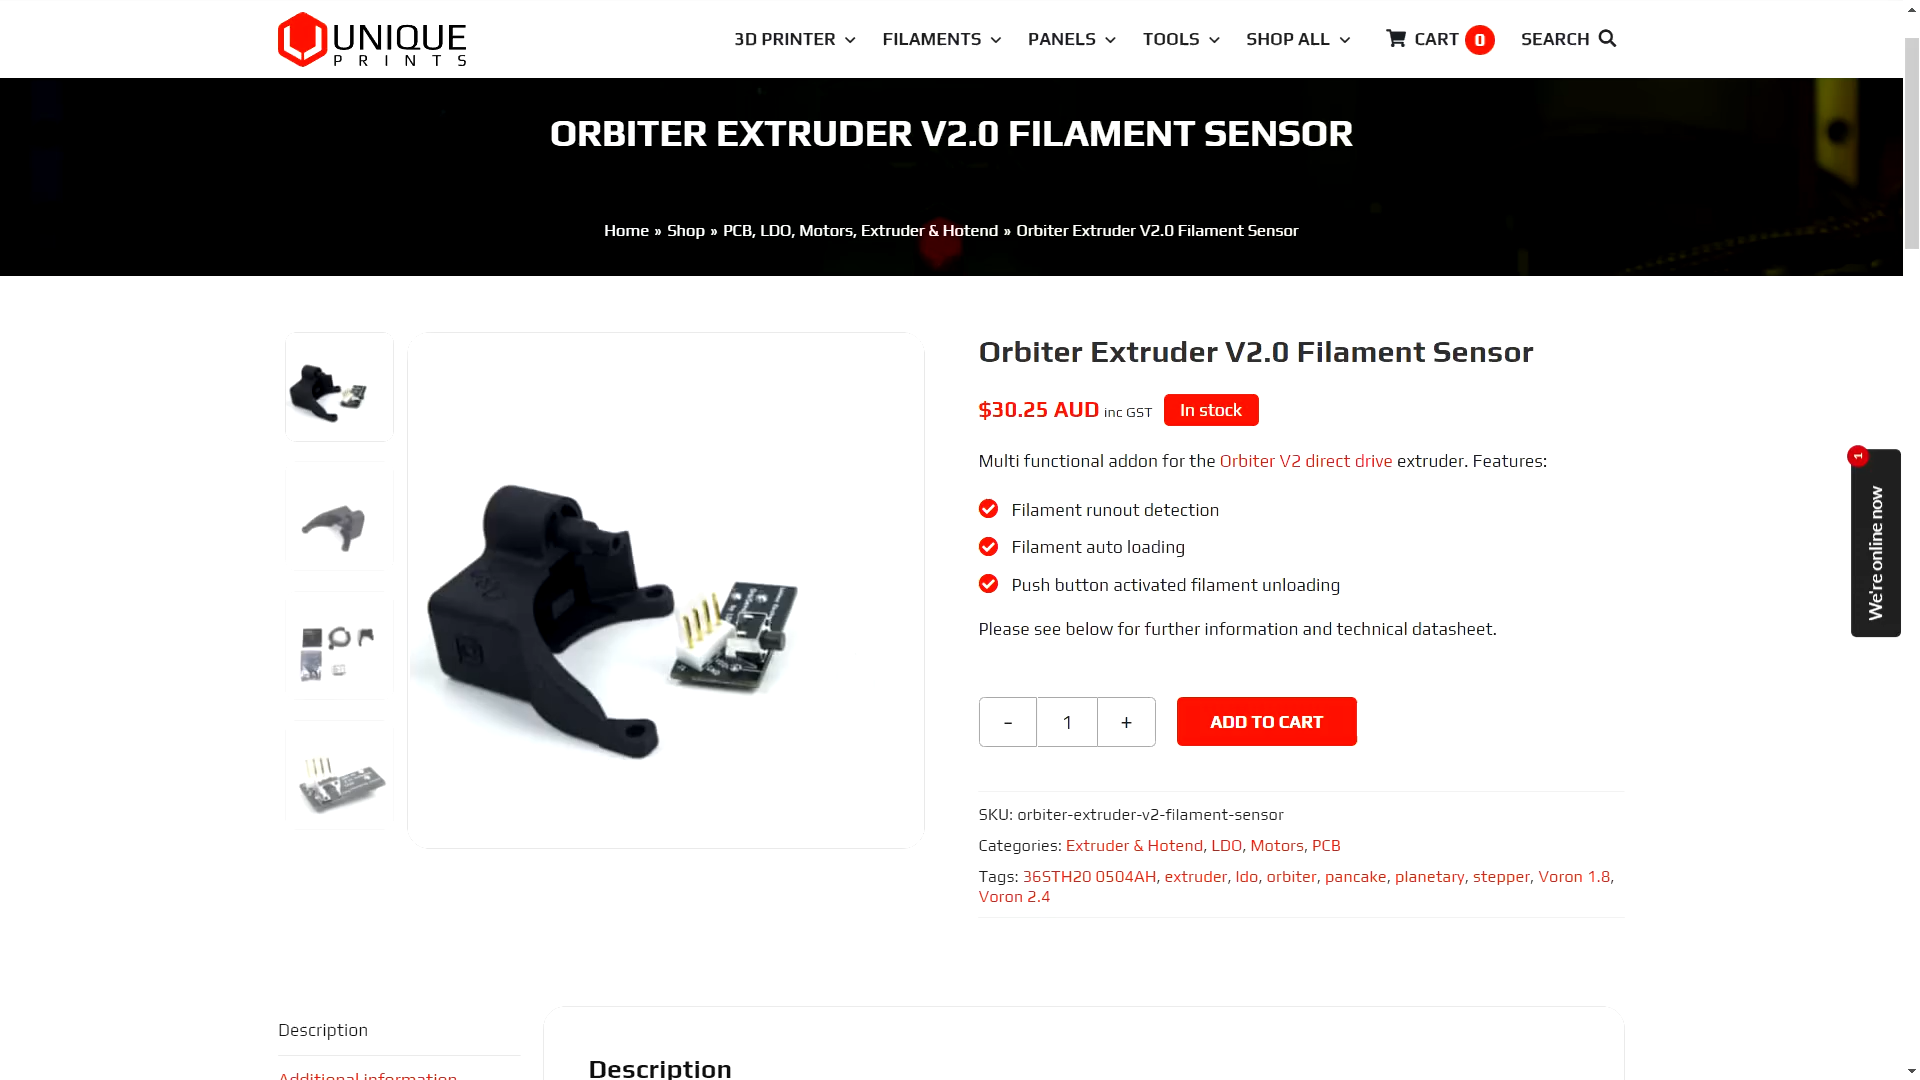 UNIQUE
PRINTS
3D PRINTER
FILAMENTS
PANELS
TOOLS
SHOP ALL
CART 0
SEARCH
ORBITER EXTRUDER V2.0 FILAMENT SENSOR
Home » Shop » PCB, LDO, Motors, Extruder & Hotend » Orbiter Extruder V2.0 Filament Sensor
Orbiter Extruder V2.0 Filament Sensor
$30.25 AUD inc GST In stock
Multi functional addon for the Orbiter V2 direct drive extruder. Features:
Filament runout detection
Filament auto loading
Push button activated filament unloading
Please see below for further information and technical datasheet.
- 1 +
ADD TO CART
SKU: orbiter-extruder-v2-filament-sensor
Categories: Extruder & Hotend, LDO, Motors, PCB
Tags: 36STH20 0504AH, extruder, ldo, orbiter, pancake, planetary, stepper, Voron 1.8,
Voron 2.4
1
We're online now
Description
Additional information
Description